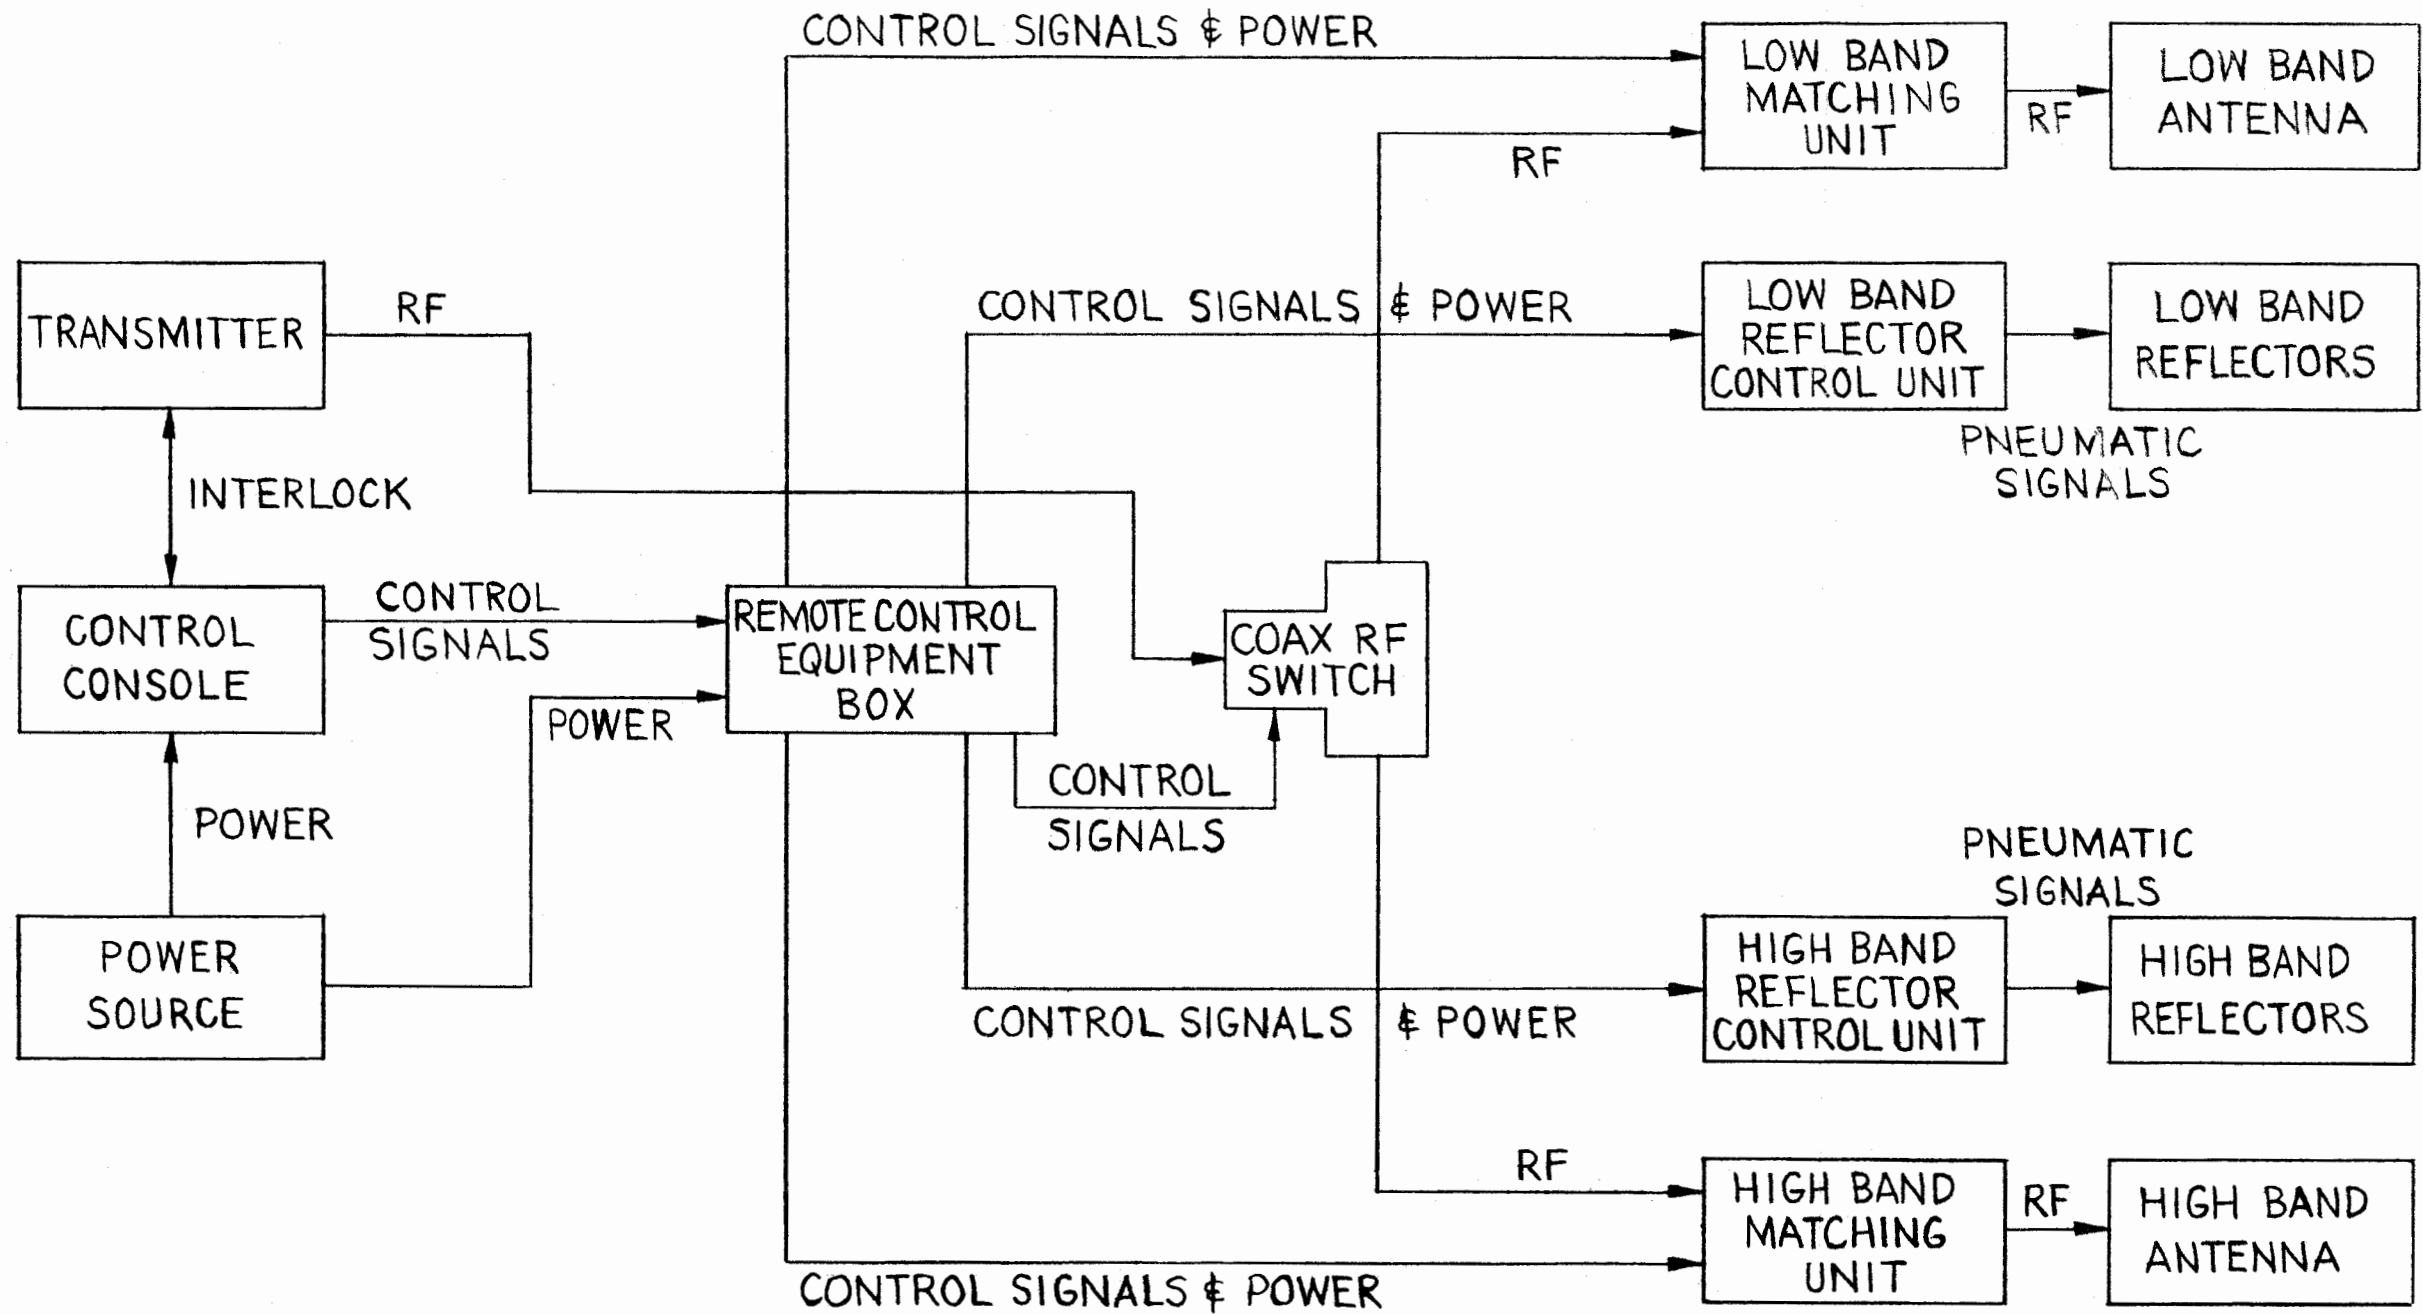 CONTROL SIGNALS & POWER
LOW BAND
MATCHING
UNIT
RF
LOW BAND
ANTENNA
RF
TRANSMITTER
RF
CONTROL SIGNALS & POWER
LOW BAND
REFLECTOR
CONTROL UNIT
LOW BAND
REFLECTORS
PNEUMATIC
SIGNALS
INTERLOCK
CONTROL
CONSOLE
CONTROL
SIGNALS
REMOTE CONTROL
EQUIPMENT
BOX
COAX RF
SWITCH
POWER
CONTROL
SIGNALS
POWER
POWER
SOURCE
PNEUMATIC
SIGNALS
CONTROL SIGNALS & POWER
HIGH BAND
REFLECTOR
CONTROL UNIT
HIGH BAND
REFLECTORS
RF
HIGH BAND
MATCHING
UNIT
RF
HIGH BAND
ANTENNA
CONTROL SIGNALS & POWER